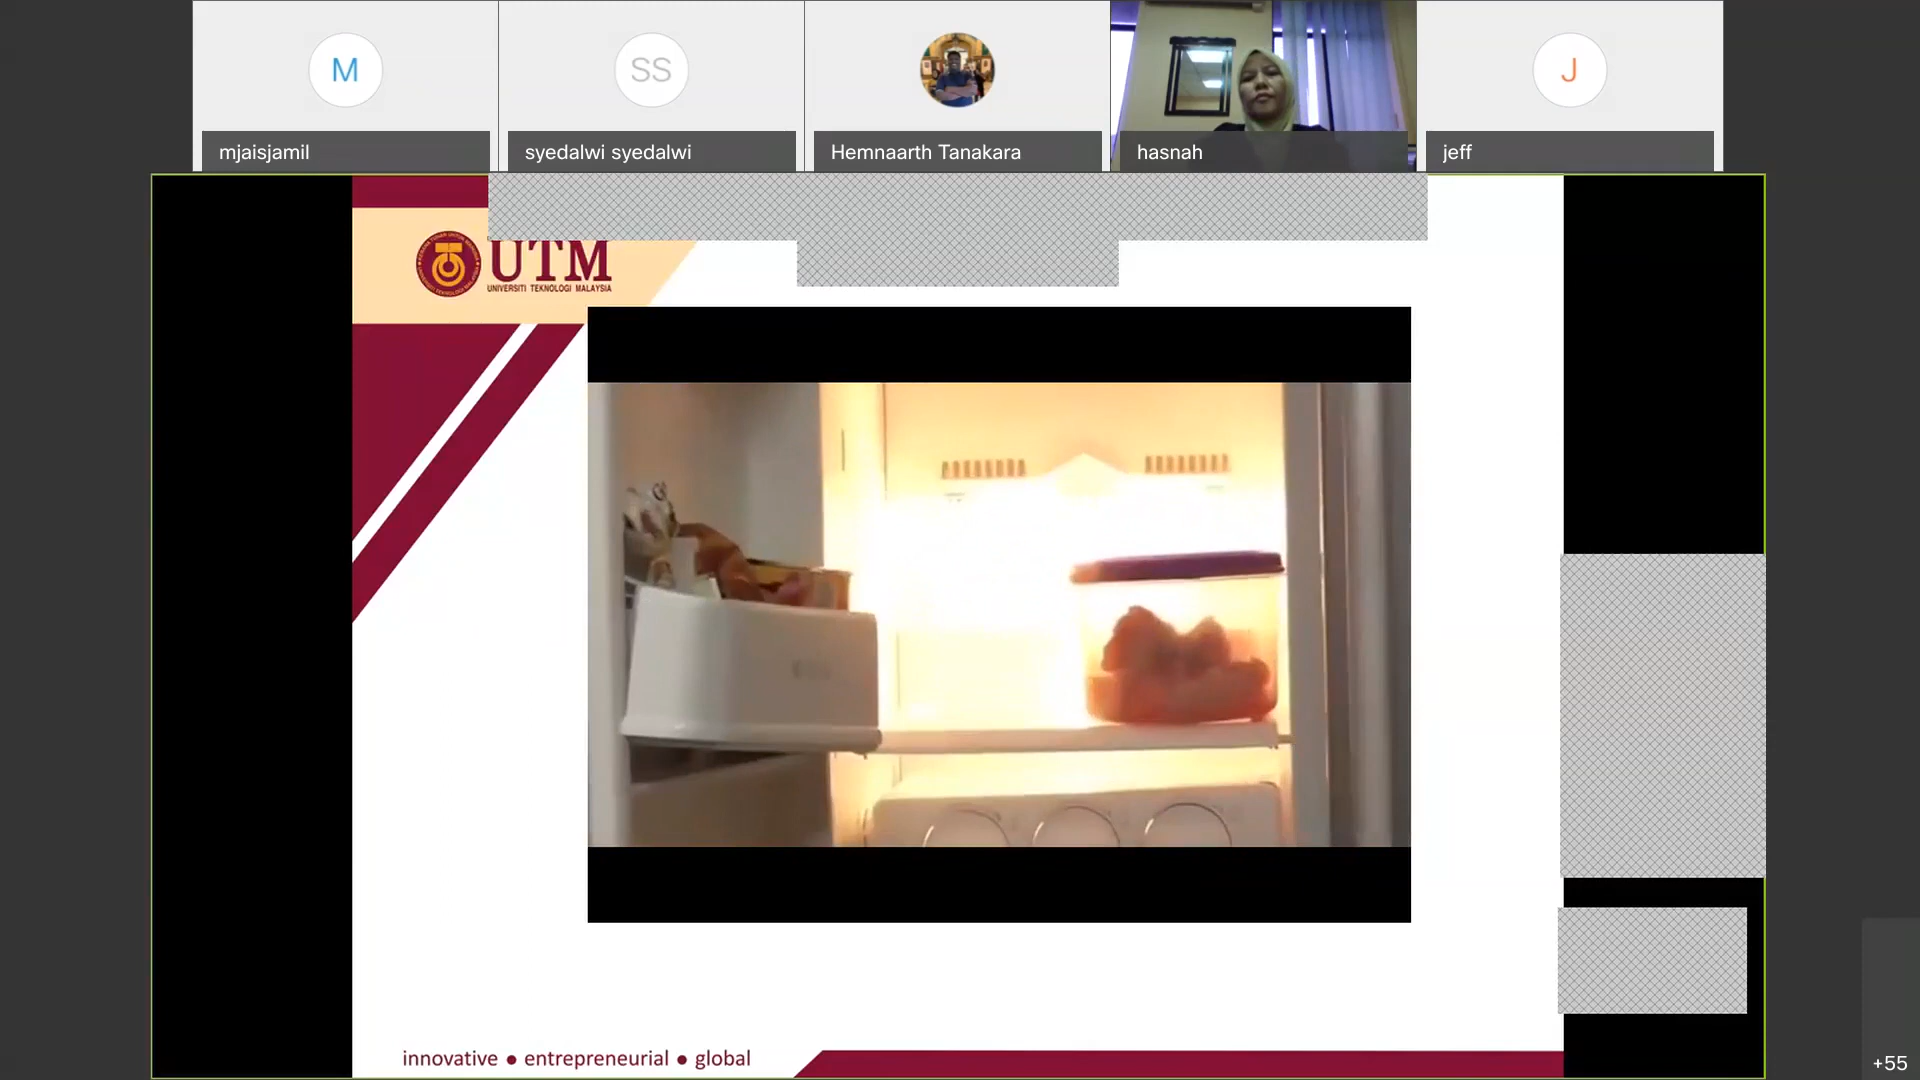 M
SS
J
mjaisjamil
syedalwi syedalwi
Hemnaarth Tanakara
hasnah
jeff
UTM
UNIVERSITI TEKNOLOGI MALAYSIA
innovative ● entrepreneurial ● global
+55